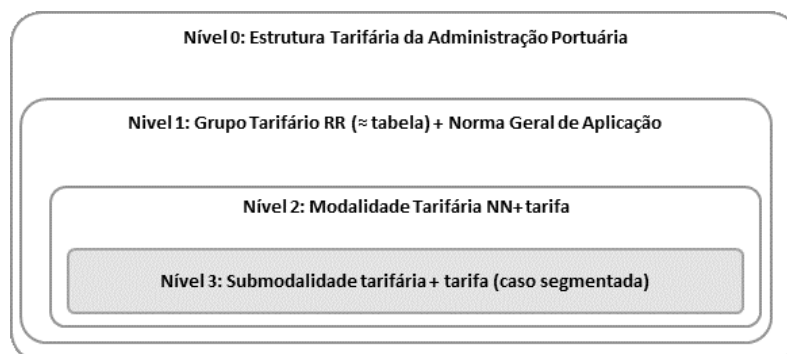 Nível 0: Estrutura Tarifária da Administração Portuária
Nivel 1: Grupo Tarifário RR (≈ tabela) + Norma Geral de Aplicação
Nível 2: Modalidade Tarifária NN+ tarifa
Nível 3: Submodalidade tarifária + tarifa (caso segmentada)